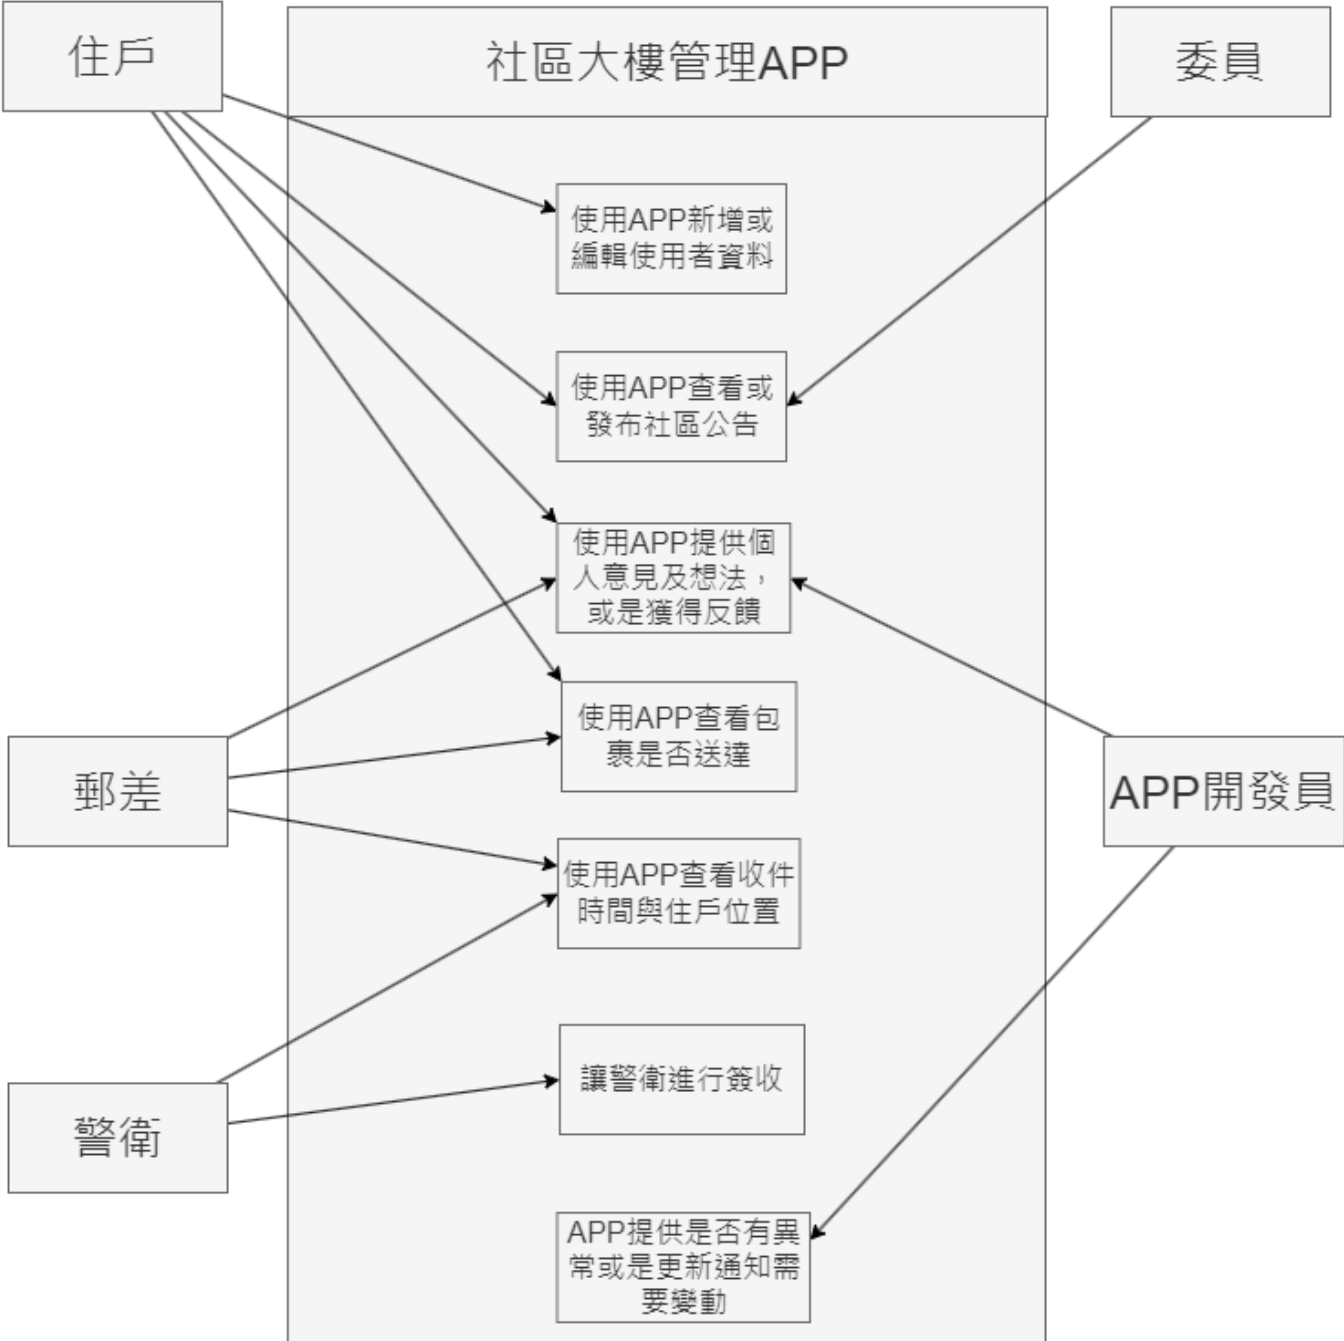 住戶
社區大樓管理APP
委員
使用APP新增或
編輯使用者資料
使用APP查看或
發布社區公告
使用APP提供個
人意見及想法，
或是獲得反饋
使用APP查看包
裹是否送達
郵差
APP開發員
使用APP查看收件
時間與住戶位置
讓警衛進行簽收
警衛
APP提供是否有異
常或是更新通知需
要變動